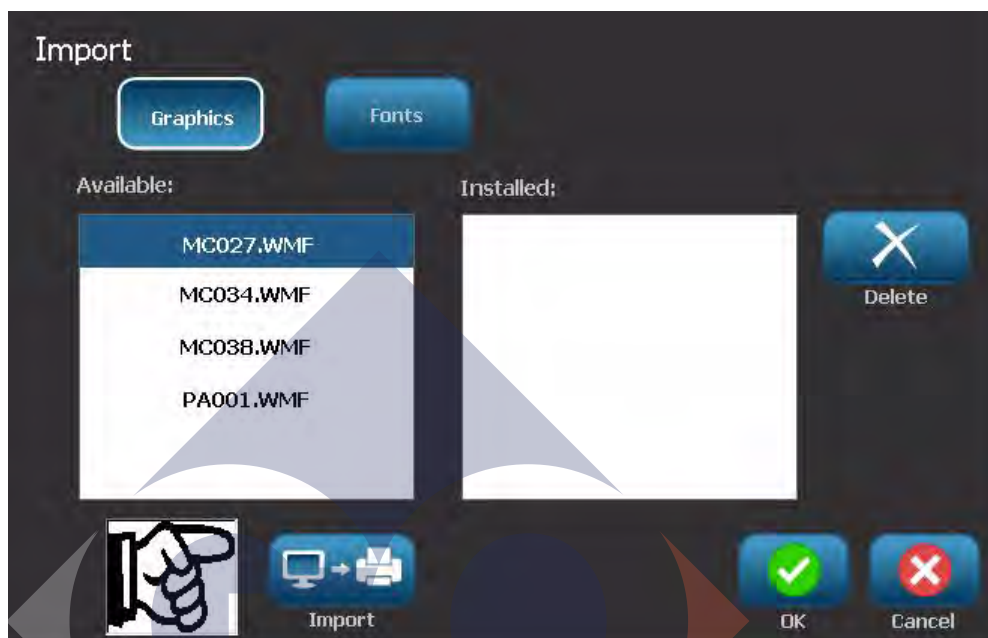 Import
Graphics
Fonts
Available:
Installed:
MC027.WMF
MC034.WMF
MC038.WMF
PA001.WMF
Delete
Import
OK
Cancel